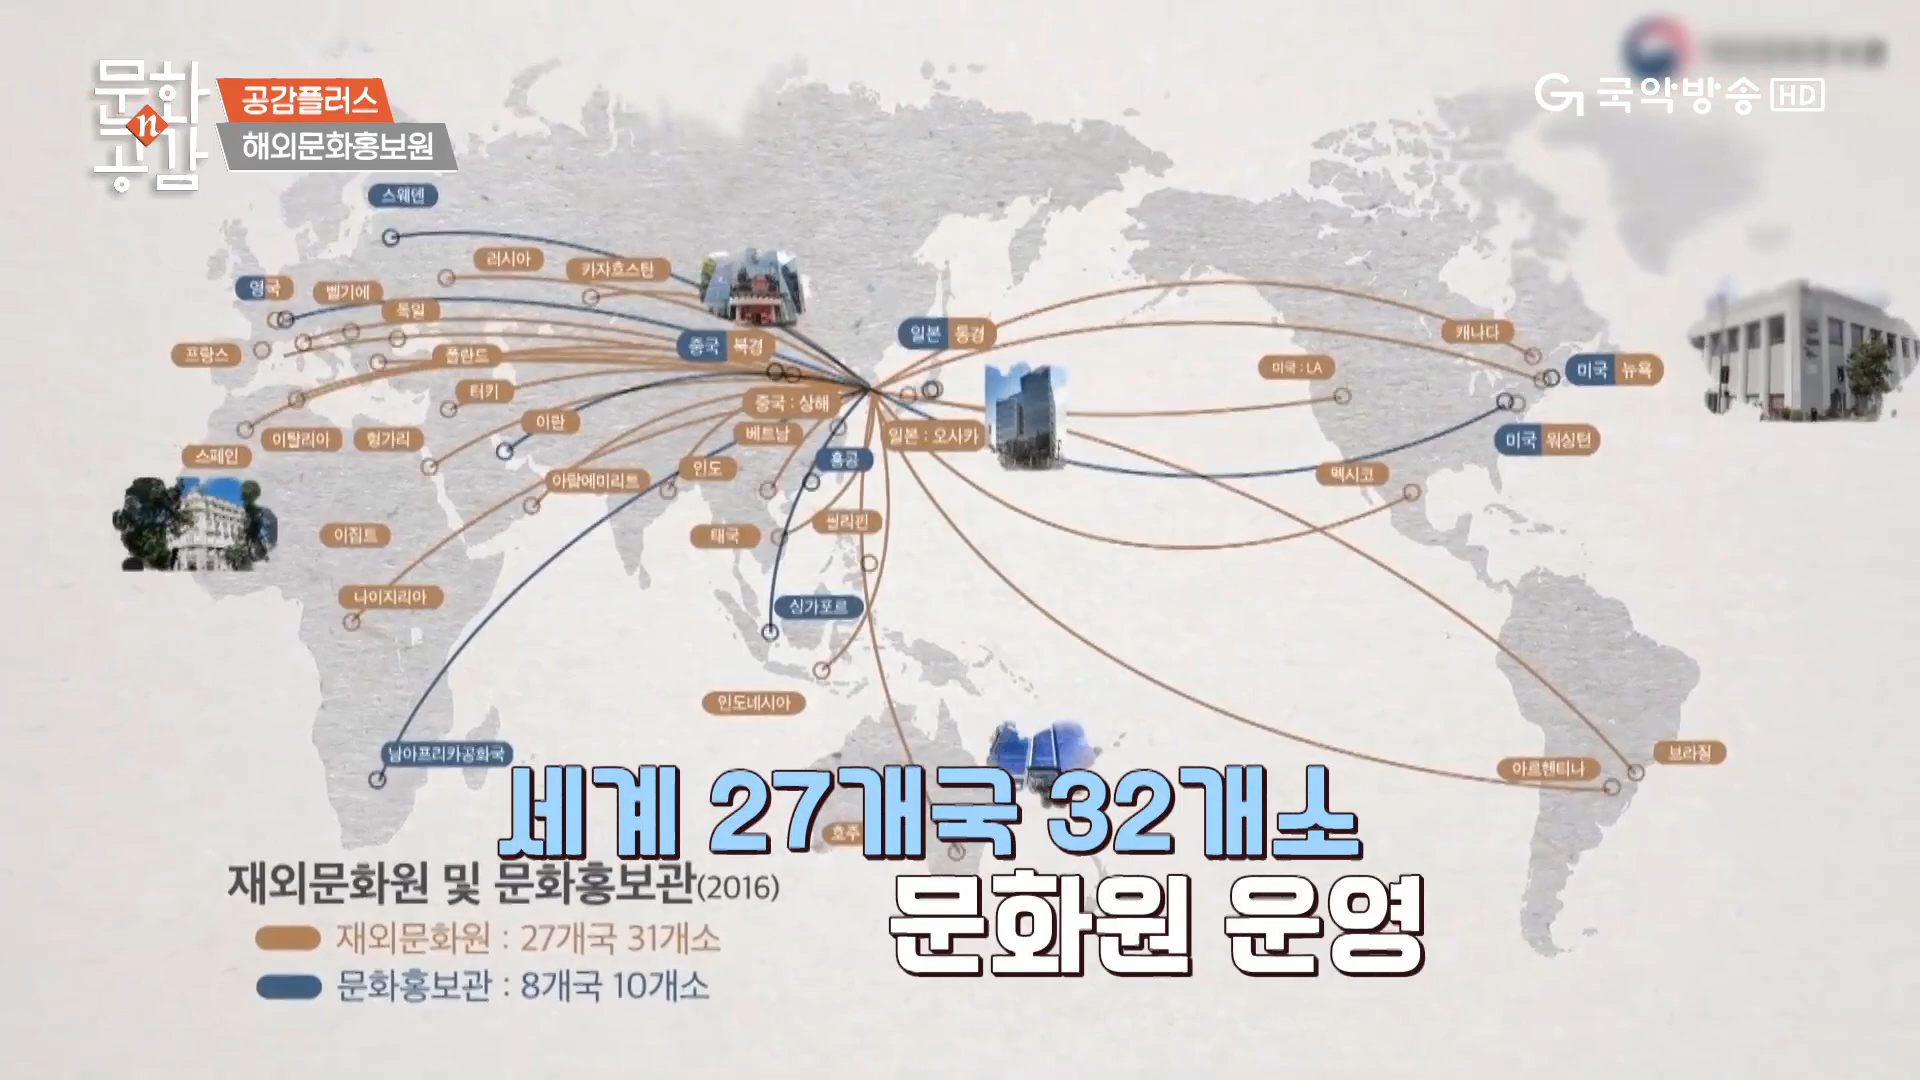 문화
n
공감
공감플러스
해외문화홍보원
국악방송 HD
스웨덴
러시아
카자흐스탄
영국
벨기에
독일
프랑스
폴란드
중국 북경
일본 동경
캐나다
미국 : LA
미국 뉴욕
터키
중국 : 상해
이란
베트남
일본 : 오사카
미국 워싱턴
이탈리아
헝가리
스페인
홍콩
인도
아랍에미리트
멕시코
이집트
태국
필리핀
나이지리아
싱가포르
인도네시아
남아프리카공화국
브라질
아르헨티나
호주
세계 27개국 32개소
문화원 운영
재외문화원 및 문화홍보관(2016)
재외문화원 : 27개국 31개소
문화홍보관 : 8개국 10개소